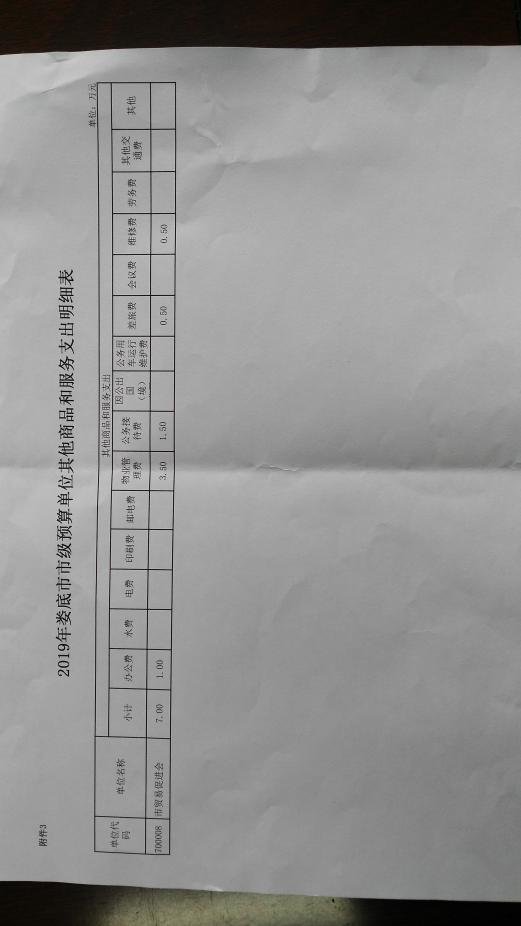 附件3
2019年娄底市市级预算单位其他商品和服务支出明细表
单位：万元
单位代码 单位名称 其他商品和服务支出
小计 办公费 水费 电费 印刷费 邮电费 物业管理费 公务接待费 因公出国（境） 公务用车运行维护费 差旅费 会议费 维修费 劳务费 其他交通费 其他
700008 市贸易促进会 7.00 1.00 3.50 1.50 0.50 0.50